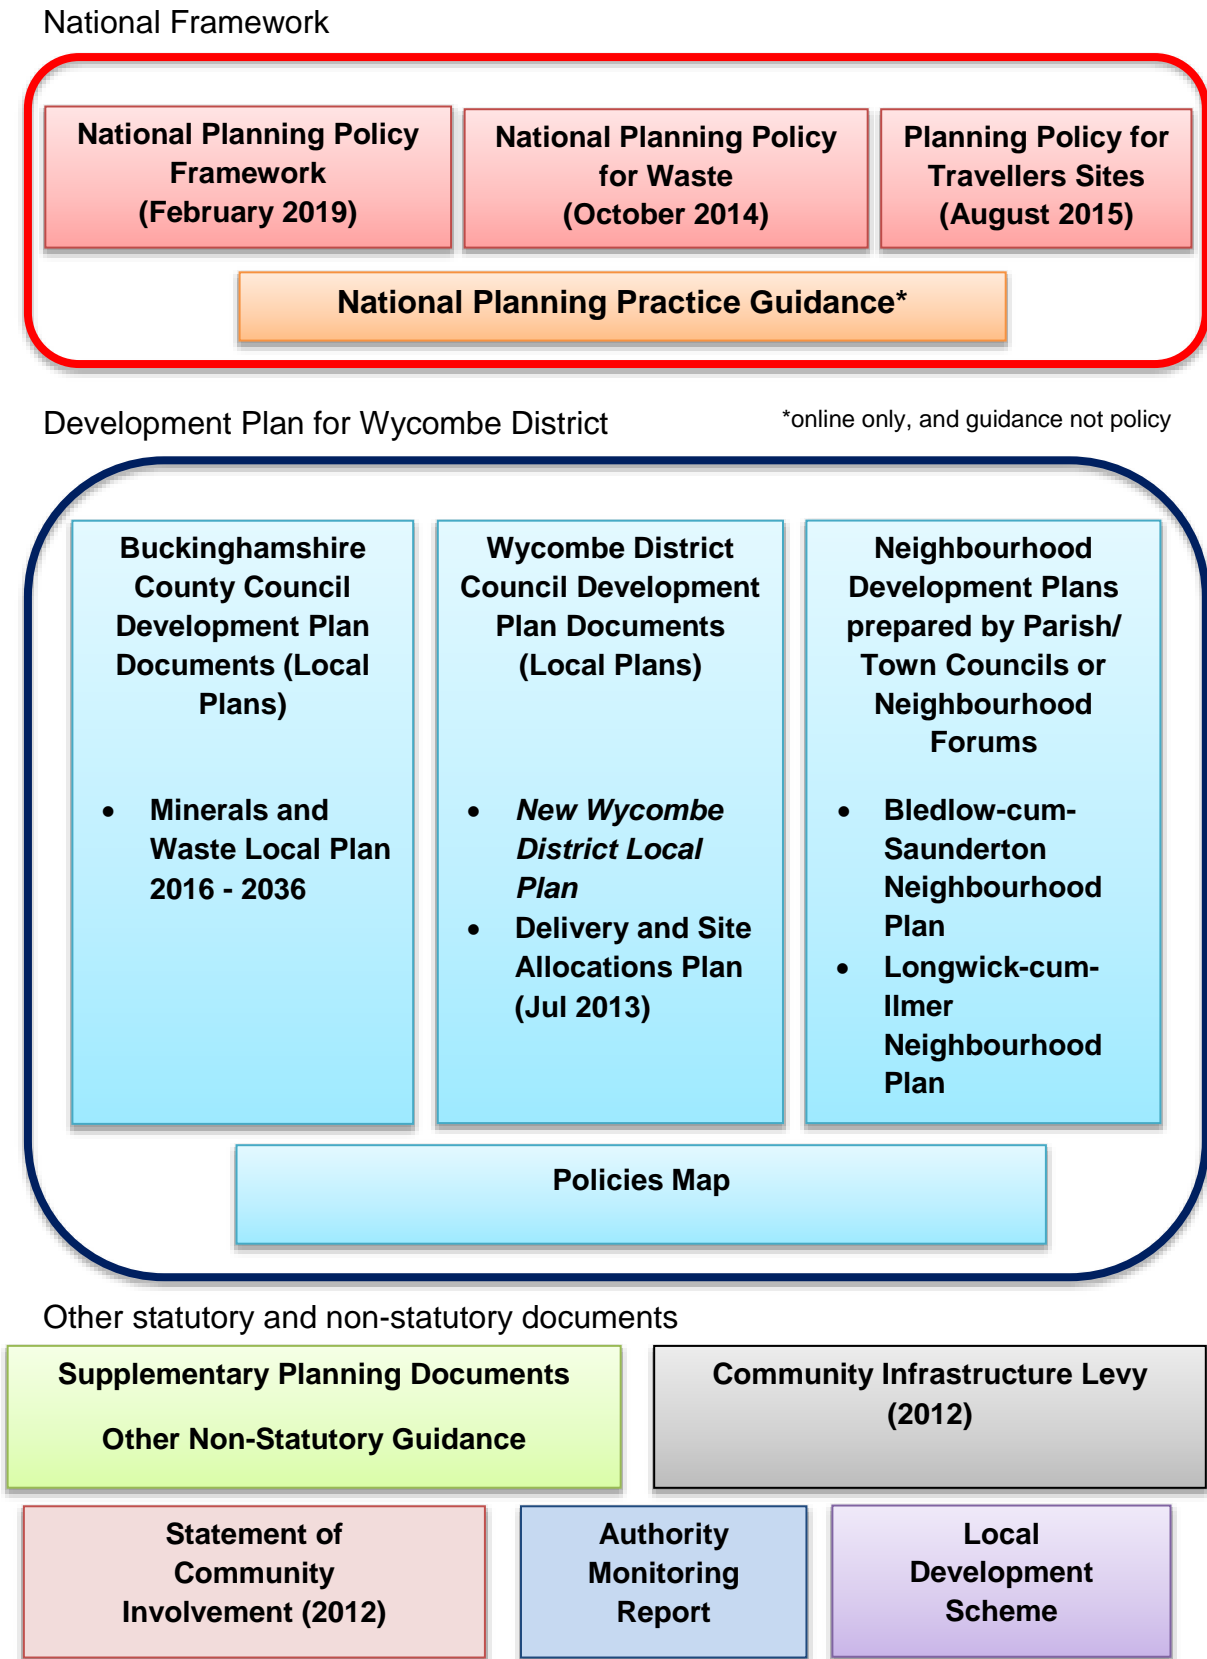 National Framework
National Planning Policy
Framework
(February 2019)
National Planning Policy
for Waste
(October 2014)
Planning Policy for
Travellers Sites
(August 2015)
National Planning Practice Guidance*
Development Plan for Wycombe District
*online only, and guidance not policy
Buckinghamshire
County Council
Development Plan
Documents (Local
Plans)
• Minerals and
Waste Local Plan
2016 - 2036
Wycombe District
Council Development
Plan Documents
(Local Plans)
• New Wycombe
District Local
Plan
• Delivery and Site
Allocations Plan
(Jul 2013)
Neighbourhood
Development Plans
prepared by Parish/
Town Councils or
Neighbourhood
Forums
• Bledlow-cum-
Saunderton
Neighbourhood
Plan
• Longwick-cum-
Ilmer
Neighbourhood
Plan
Policies Map
Other statutory and non-statutory documents
Supplementary Planning Documents
Other Non-Statutory Guidance
Community Infrastructure Levy
(2012)
Statement of
Community
Involvement (2012)
Authority
Monitoring
Report
Local
Development
Scheme